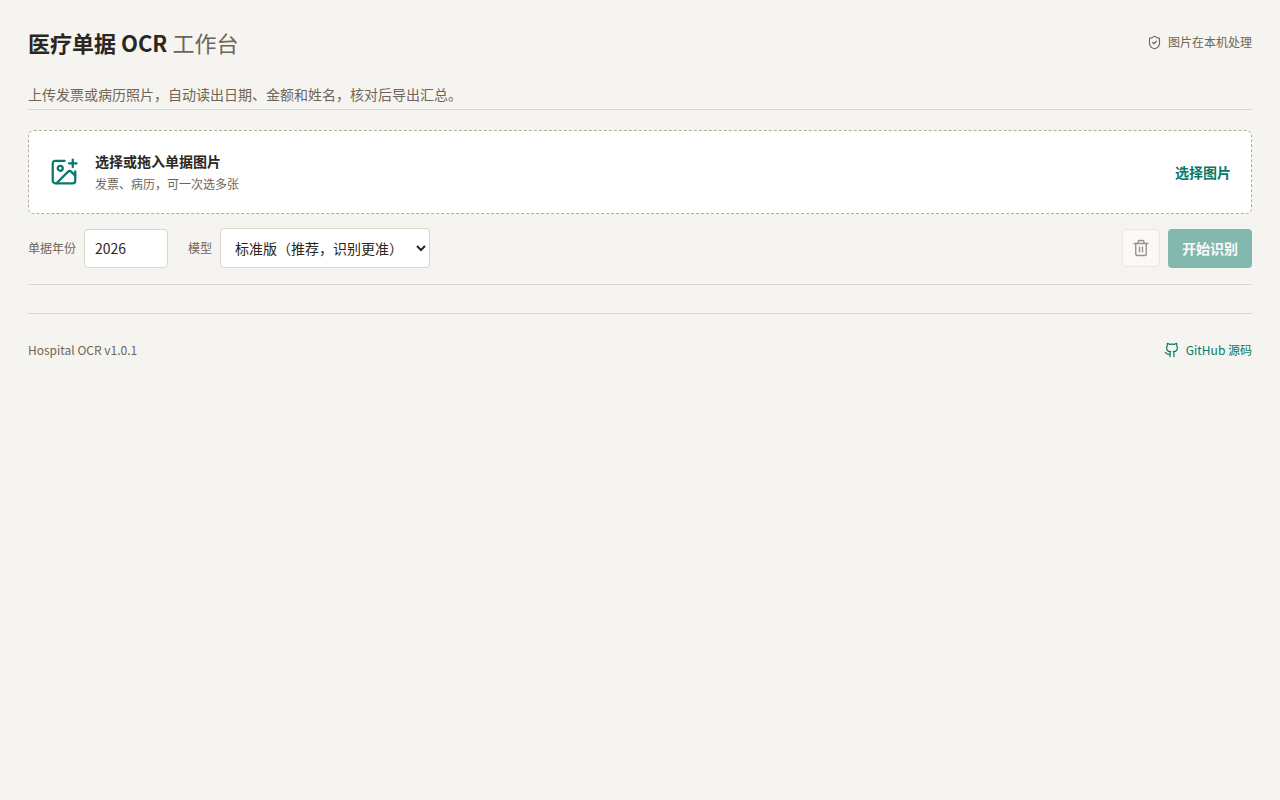 医疗单据 OCR 工作台
图片在本机处理
上传发票或病历照片，自动读出日期、金额和姓名，核对后导出汇总。
选择或拖入单据图片
发票、病历，可一次选多张
选择图片
单据年份 2026 模型 标准版（推荐，识别更准） 开始识别
Hospital OCR v1.0.1
GitHub 源码